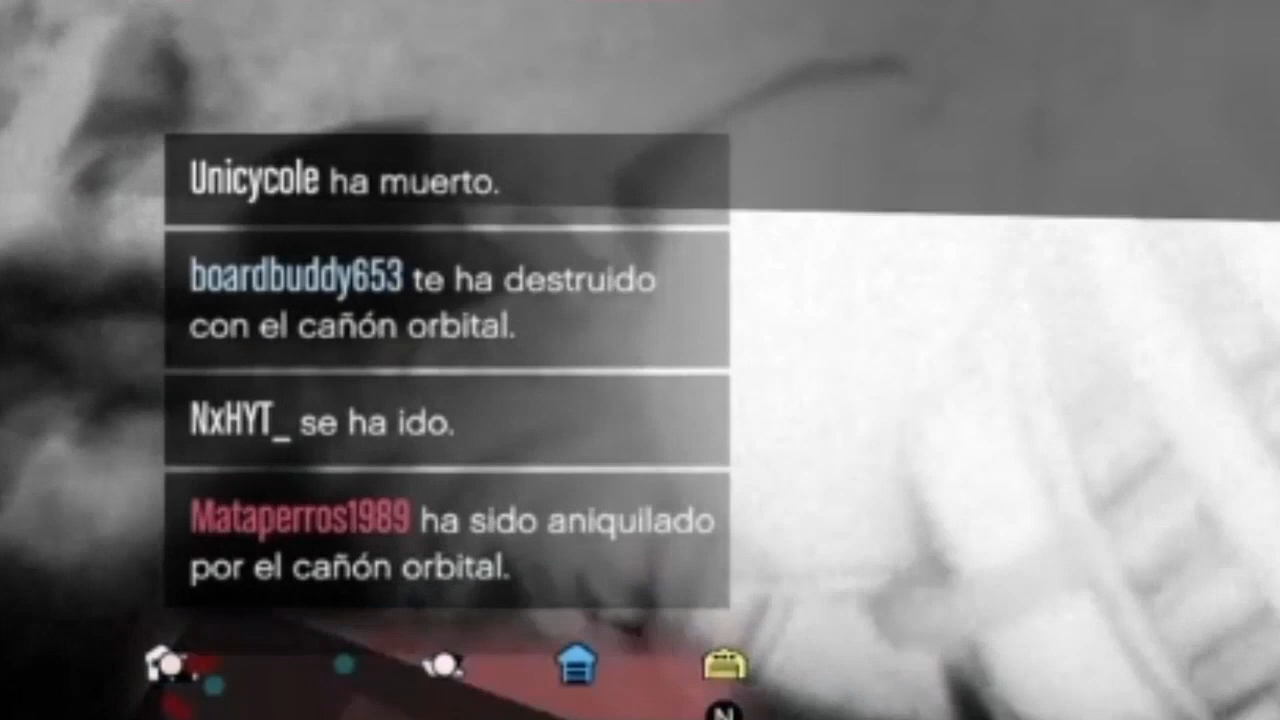 Unicycole ha muerto.
boardbuddy653 te ha destruido
con el cañón orbital.
NxHYT_ se ha ido.
Mataperros1989 ha sido aniquilado
por el cañón orbital.
N